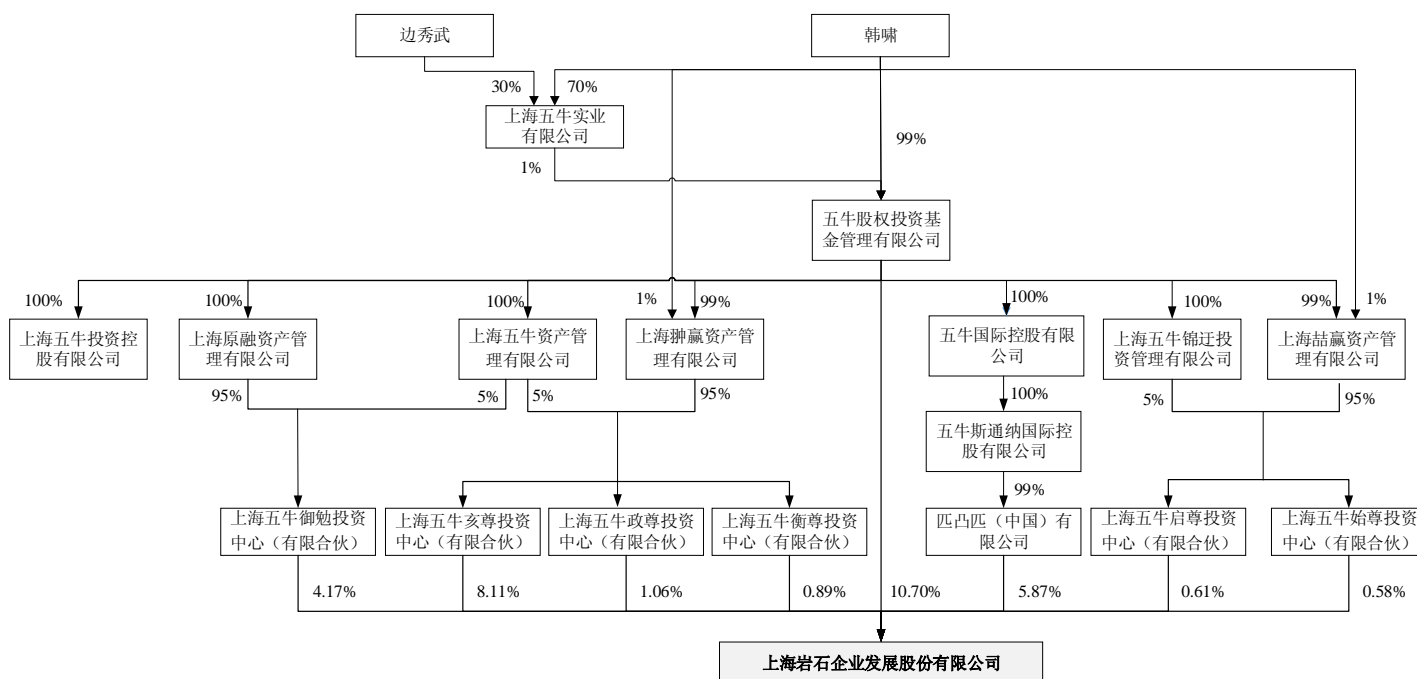 边秀武
韩啸
30%
70%
上海五牛实业
有限公司
99%
1%
五牛股权投资基
金管理有限公司
100%
100%
100%
1%
99%
100%
100%
99%
1%
上海五牛投资控
股有限公司
上海原融资产管
理有限公司
上海五牛资产管
理有限公司
上海翀赢资产管
理有限公司
五牛国际控股有限
公司
上海五牛锦迂投
资管理有限公司
上海喆赢资产管
理有限公司
95%
5%
5%
95%
100%
5%
95%
五牛斯通纳国际控
股有限公司
99%
上海五牛御勉投资
中心（有限合伙）
上海五牛亥尊投资
中心（有限合伙）
上海五牛政尊投资
中心（有限合伙）
上海五牛衡尊投资
中心（有限合伙）
匹凸匹（中国）有
限公司
上海五牛启尊投资
中心（有限合伙）
上海五牛始尊投资
中心（有限合伙）
4.17%
8.11%
1.06%
0.89%
10.70%
5.87%
0.61%
0.58%
上海岩石企业发展股份有限公司